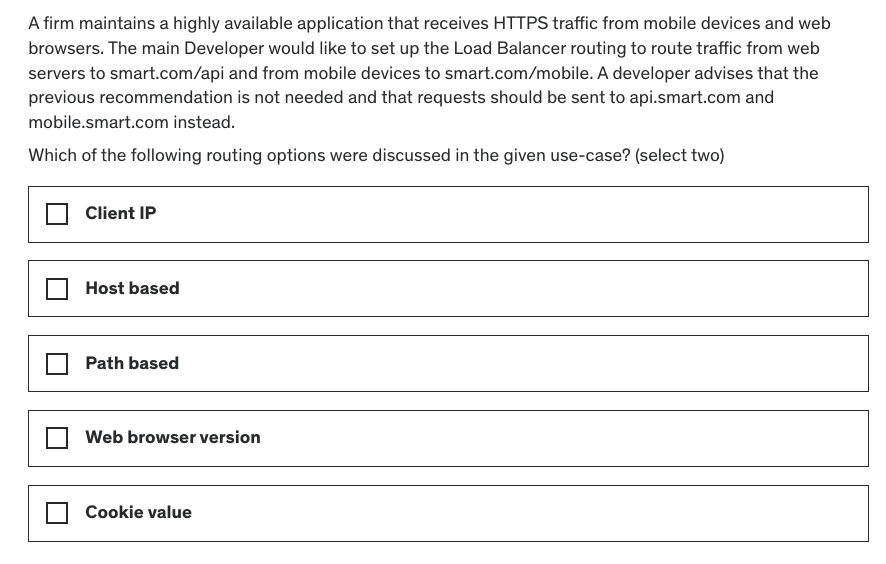 A firm maintains a highly available application that receives HTTPS traffic from mobile devices and web
browsers. The main Developer would like to set up the Load Balancer routing to route traffic from web
servers to smart.com/api and from mobile devices to smart.com/mobile. A developer advises that the
previous recommendation is not needed and that requests should be sent to api.smart.com and
mobile.smart.com instead.
Which of the following routing options were discussed in the given use-case? (select two)
Client IP
Host based
Path based
Web browser version
Cookie value